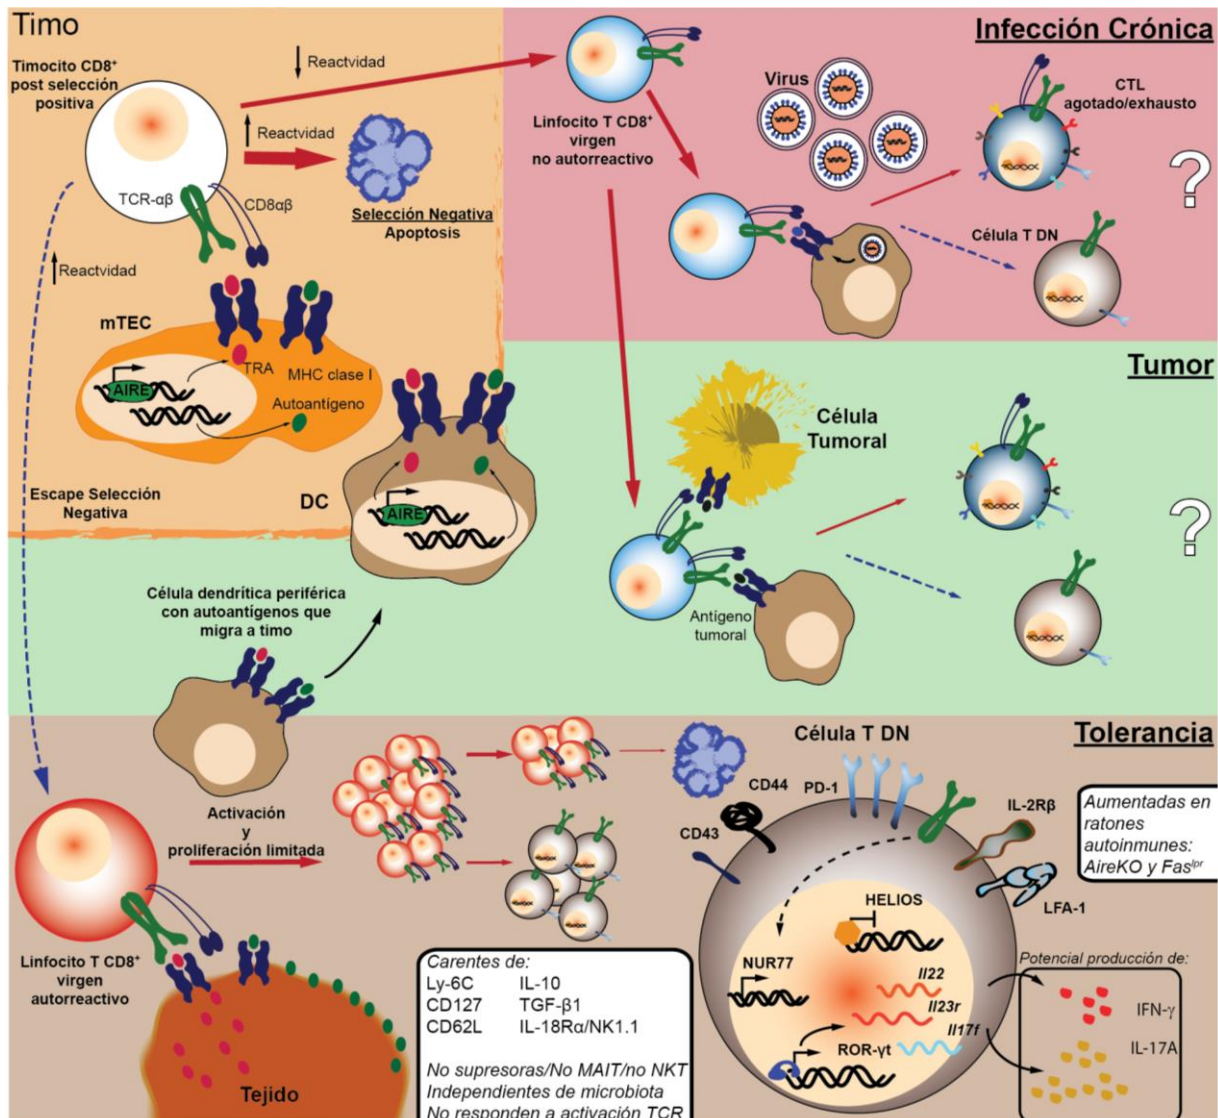 Timo
Timocito CD8⁺
post selección
positiva
Reactvidad
Reactvidad
TCR-αβ
CD8αβ
Selección Negativa
Apoptosis
Reactvidad
mTEC
AIRE
TRA
MHC clase I
Autoantígeno
Escape Selección
Negativa
DC
AIRE
Célula dendrítica periférica
con autoantígenos que
migra a timo
Infección Crónica
Linfocito T CD8⁺
virgen
no autorreactivo
Virus
CTL
agotado/exhausto
?
Célula T DN
Tumor
Célula
Tumoral
Antígeno
tumoral
?
Tolerancia
Activación
y
proliferación limitada
Linfocito T CD8⁺
virgen
autorreactivo
Tejido
Carentes de:
Ly-6C IL-10
CD127 TGF-β1
CD62L IL-18Rα/NK1.1
No supresoras/No MAIT/no NKT
Independientes de microbiota
No responden a activación TCR
Célula T DN
CD43
CD44
PD-1
IL-2Rβ
LFA-1
HELIOS
NUR77
Il22
Il23r
Il17f
ROR-γt
Aumentadas en
ratones
autoinmunes:
AireKO y Fasˡᵖʳ
Potencial producción de:
IFN-γ
IL-17A